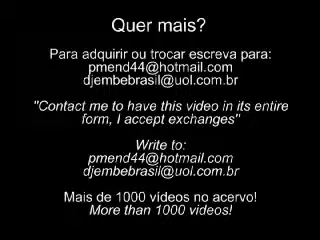 Quer mais?
Para adquirir ou trocar escreva para:
pmend44@hotmail.com
djembebrasil@uol.com.br
"Contact me to have this video in its entire
form, I accept exchanges"
Write to:
pmend44@hotmail.com
djembebrasil@uol.com.br
Mais de 1000 vídeos no acervo!
More than 1000 videos!